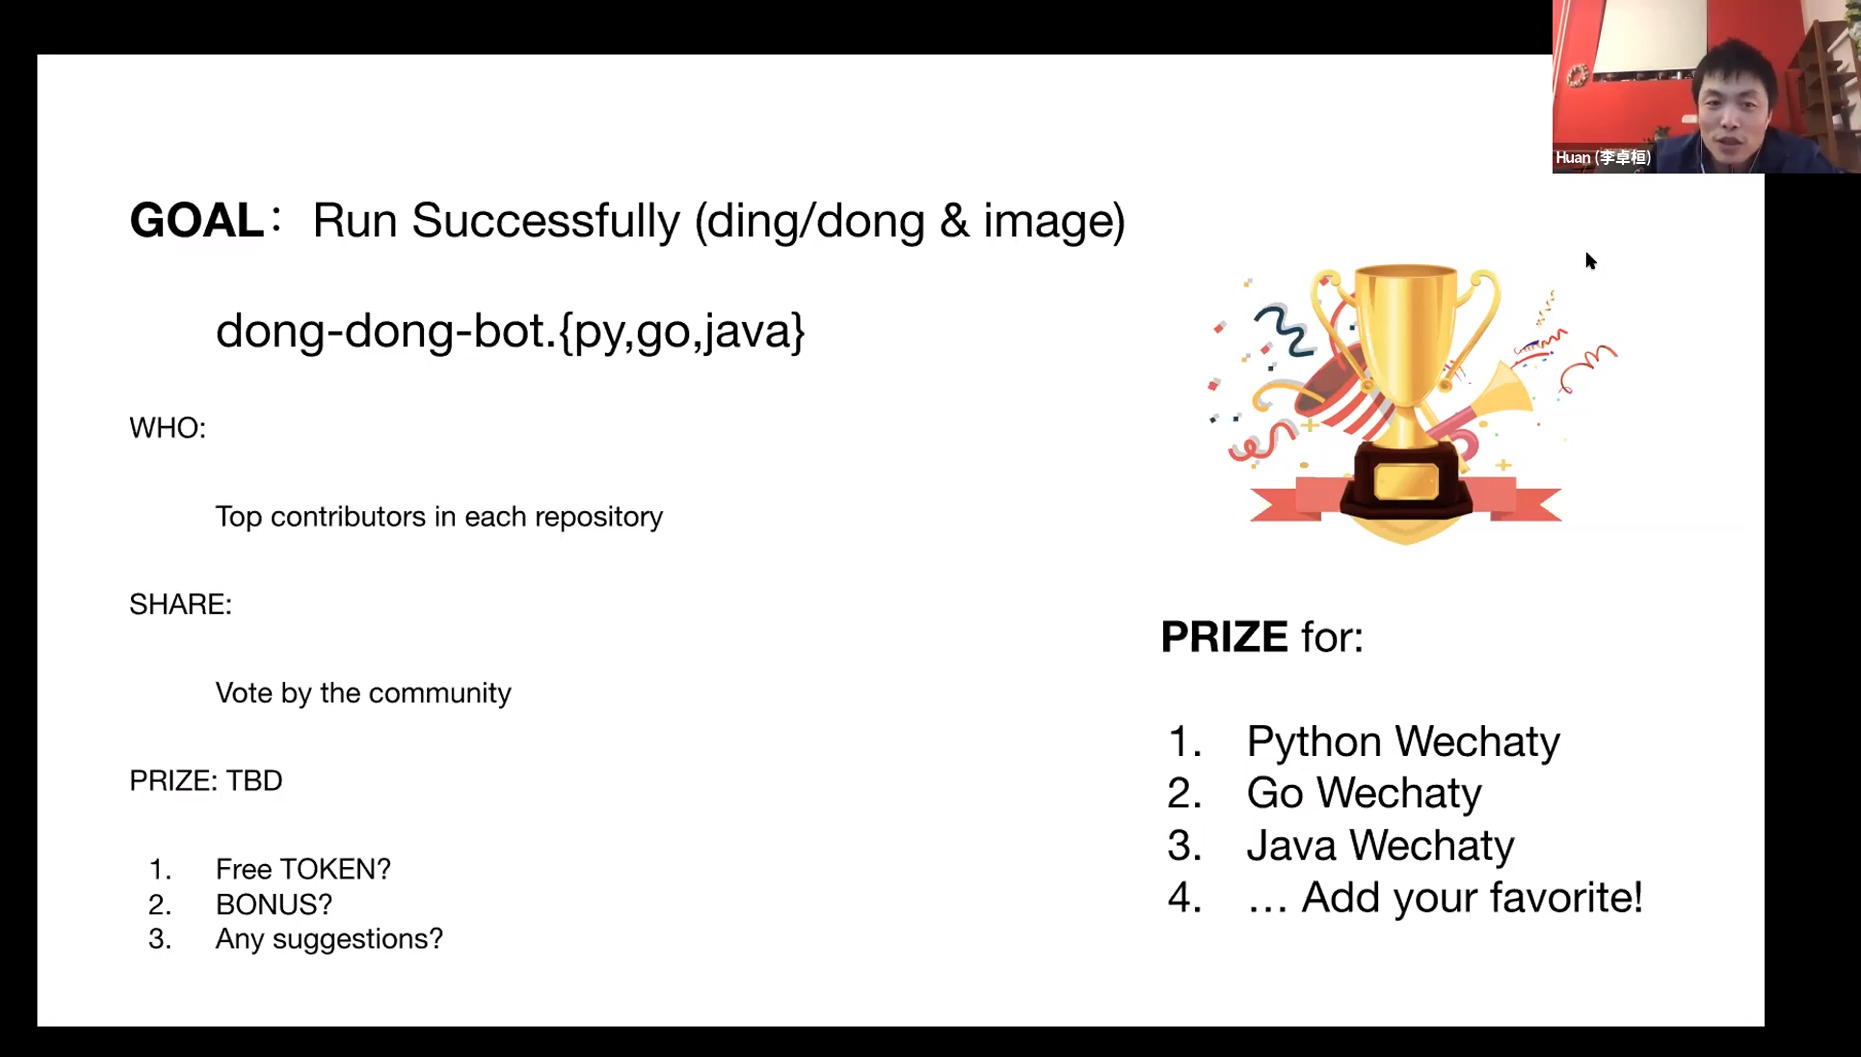 Huan (李卓桓)
GOAL： Run Successfully (ding/dong & image)
dong-dong-bot.{py,go,java}
WHO:
Top contributors in each repository
SHARE:
Vote by the community
PRIZE: TBD
1. Free TOKEN?
2. BONUS?
3. Any suggestions?
PRIZE for:
1. Python Wechaty
2. Go Wechaty
3. Java Wechaty
4. … Add your favorite!